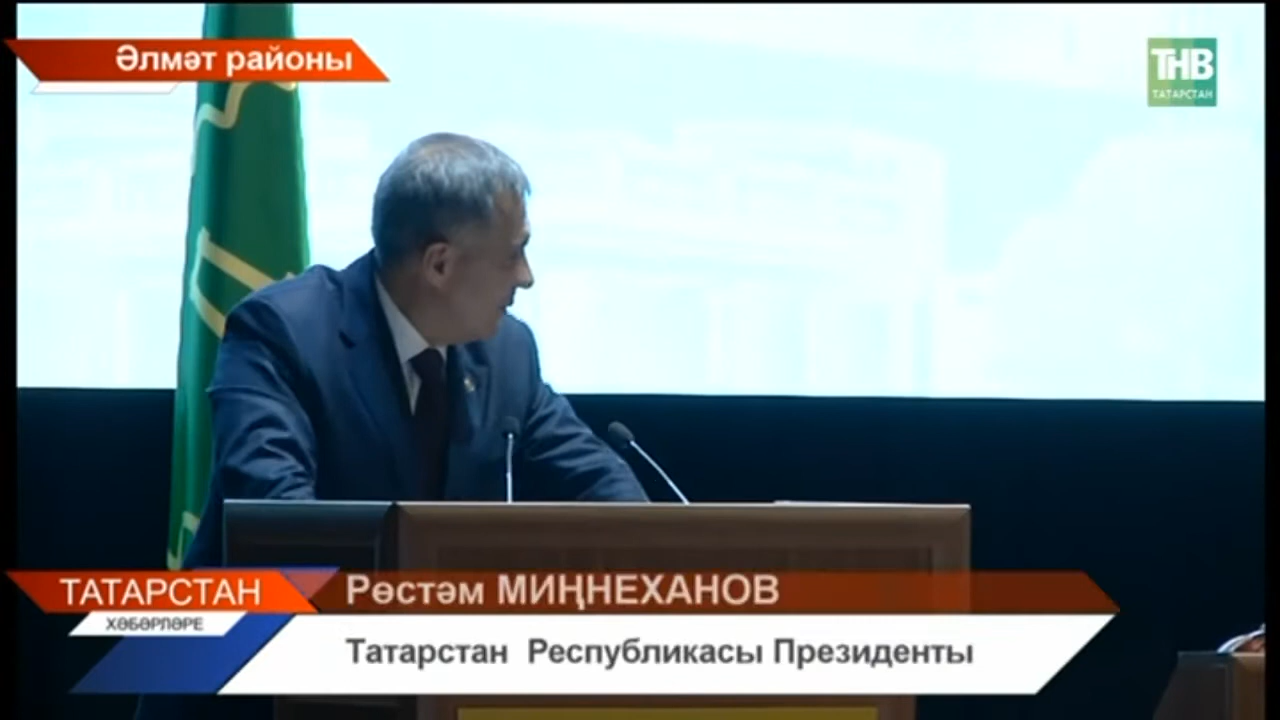 Әлмәт районы
ТНВ
ТАТАРСТАН
ТАТАРСТАН
ХӘБӘРЛӘРЕ
Рөстәм МИҢНЕХАНОВ
Татарстан Республикасы Президенты